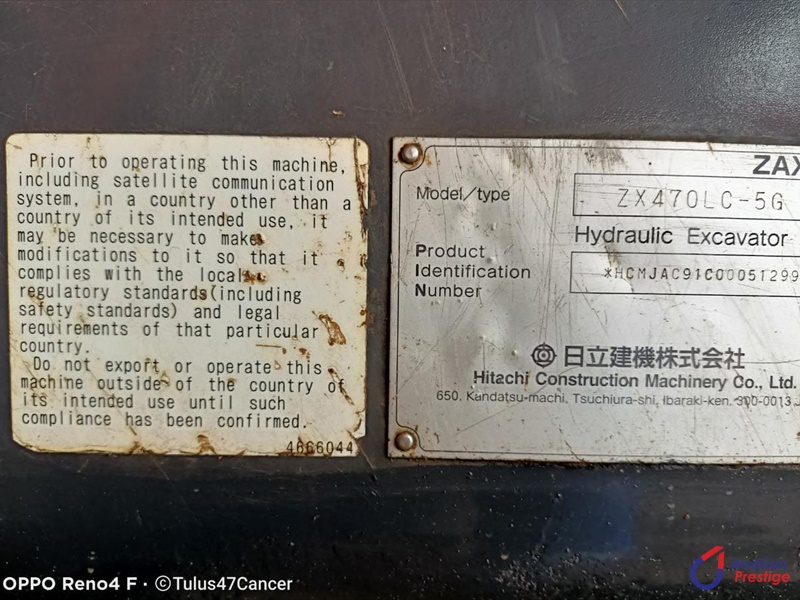 Prior to operating this machine,
including satellite communication
system, in a country other than a
country of its intended use, it
may be necessary to make
modifications to it so that it
complies with the local
regulatory standards(including
safety standards) and legal
requirements of that particular
country.
Do not export or operate this
machine outside of the country of
its intended use until such
compliance has been confirmed.
4666044
ZAX
Model/type
ZX470LC-5G
Hydraulic Excavator
Product
Identification
Number
*HCMJAC91C00051299
日立建機株式会社
Hitachi Construction Machinery Co., Ltd.
650, Kandatsu-machi, Tsuchiura-shi, Ibaraki-ken, 300-0013 J
OPPO Reno4 F · ©Tulus47Cancer
Prestige